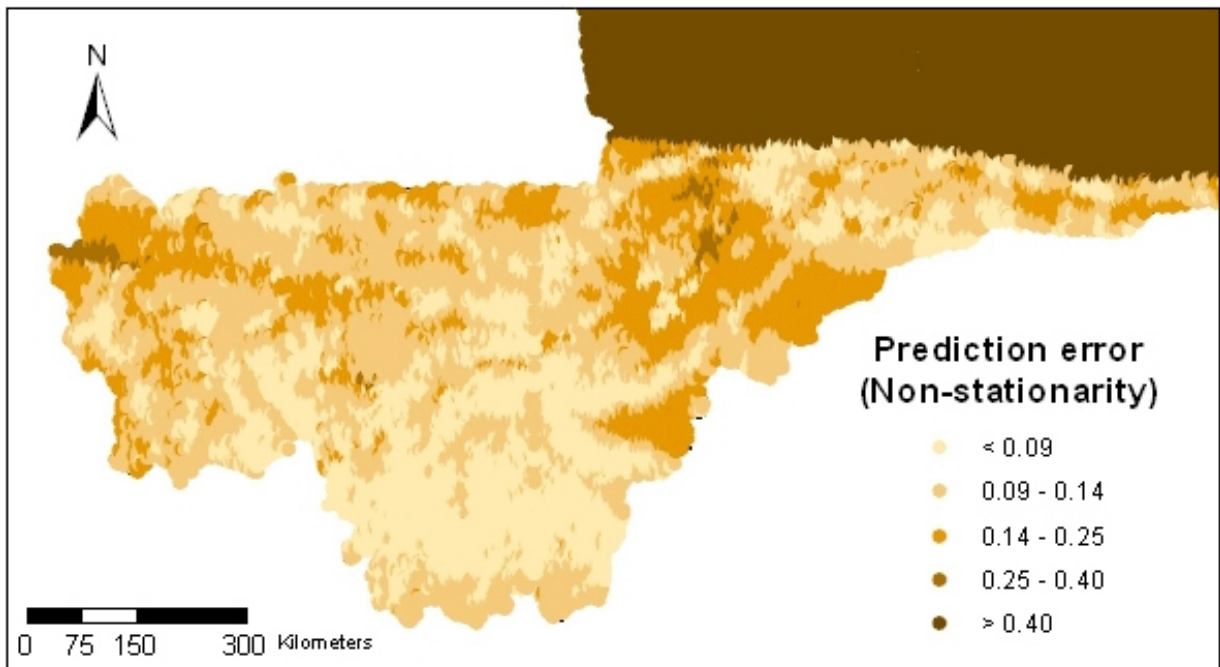 N
Prediction error
(Non-stationarity)
< 0.09
0.09 - 0.14
0.14 - 0.25
0.25 - 0.40
> 0.40
0 75 150 300 Kilometers